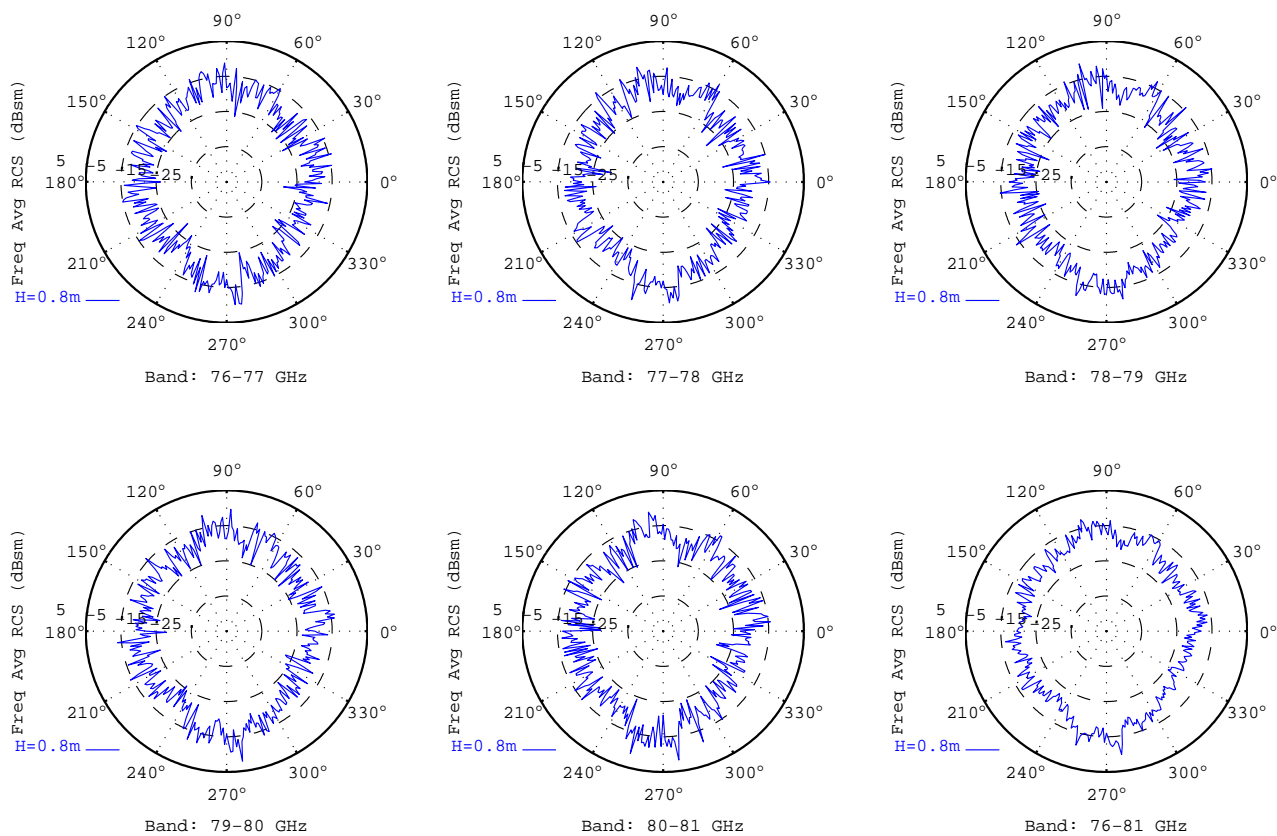 90°
120° 60°
150° 30°
5 -5 -15 -25
180° 0°
210° 330°
240° 300°
270°
Freq Avg RCS (dBsm)
H=0.8m
Band: 76-77 GHz
90°
120° 60°
150° 30°
5 -5 -15 -25
180° 0°
210° 330°
240° 300°
270°
Freq Avg RCS (dBsm)
H=0.8m
Band: 77-78 GHz
90°
120° 60°
150° 30°
5 -5 -15 -25
180° 0°
210° 330°
240° 300°
270°
Freq Avg RCS (dBsm)
H=0.8m
Band: 78-79 GHz
90°
120° 60°
150° 30°
5 -5 -15 -25
180° 0°
210° 330°
240° 300°
270°
Freq Avg RCS (dBsm)
H=0.8m
Band: 79-80 GHz
90°
120° 60°
150° 30°
5 -5 -15 -25
180° 0°
210° 330°
240° 300°
270°
Freq Avg RCS (dBsm)
H=0.8m
Band: 80-81 GHz
90°
120° 60°
150° 30°
5 -5 -15 -25
180° 0°
210° 330°
240° 300°
270°
Freq Avg RCS (dBsm)
H=0.8m
Band: 76-81 GHz